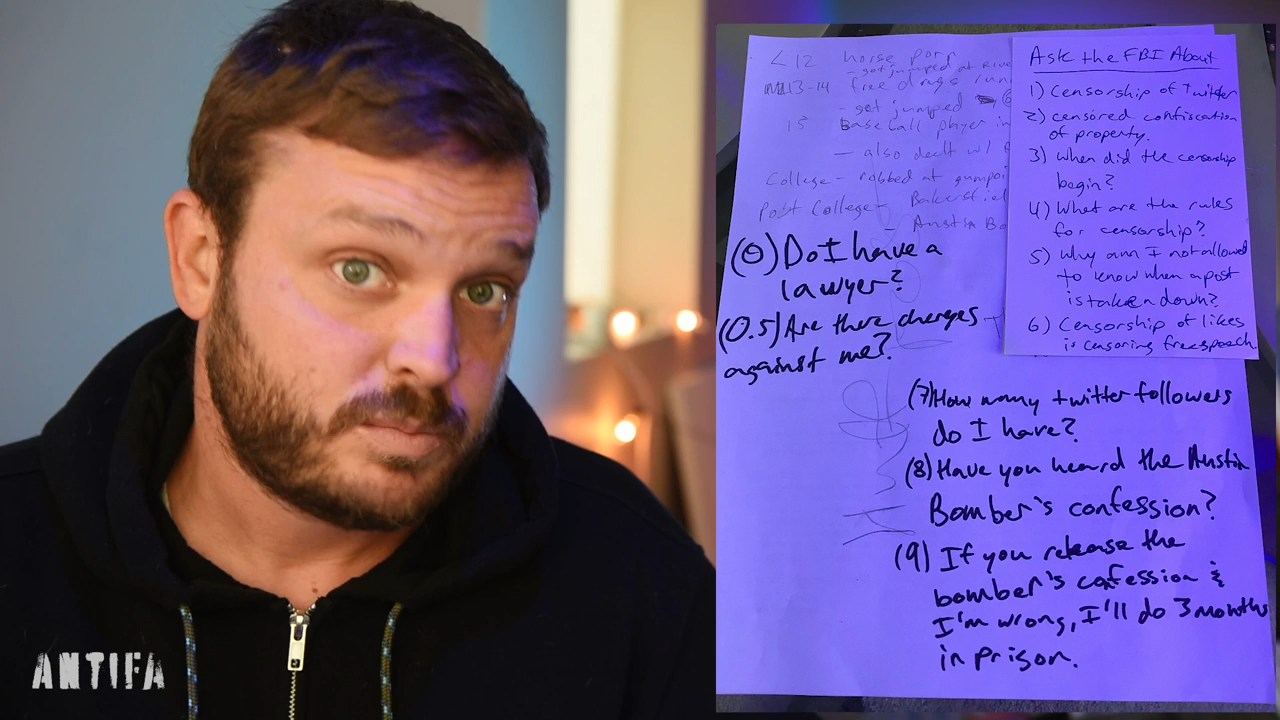 ANTIFA
<12 horse porn
- got jumped at
13-14 free dogs
- got jumped
15 Baseball player in
— also dealt w/
College - robbed at gunpoi
Post College - Bakersfiel
- Austin Bo
(0) Do I have a
lawyer?
(0.5) Are there charges
against me?
Ask the FBI About
1) Censorship of Twitter
2) censored confiscation
of property.
3) When did the censorship
begin?
4) What are the rules
for censorship?
5) Why am I not allowed
to know when a post
is taken down?
6) Censorship of likes
is censoring free speech.
(7) How many twitter followers
do I have?
(8) Have you heard the Austin
Bomber's confession?
(9) If you release the
bomber's cofession &
I'm wrong, I'll do 3 months
in prison.